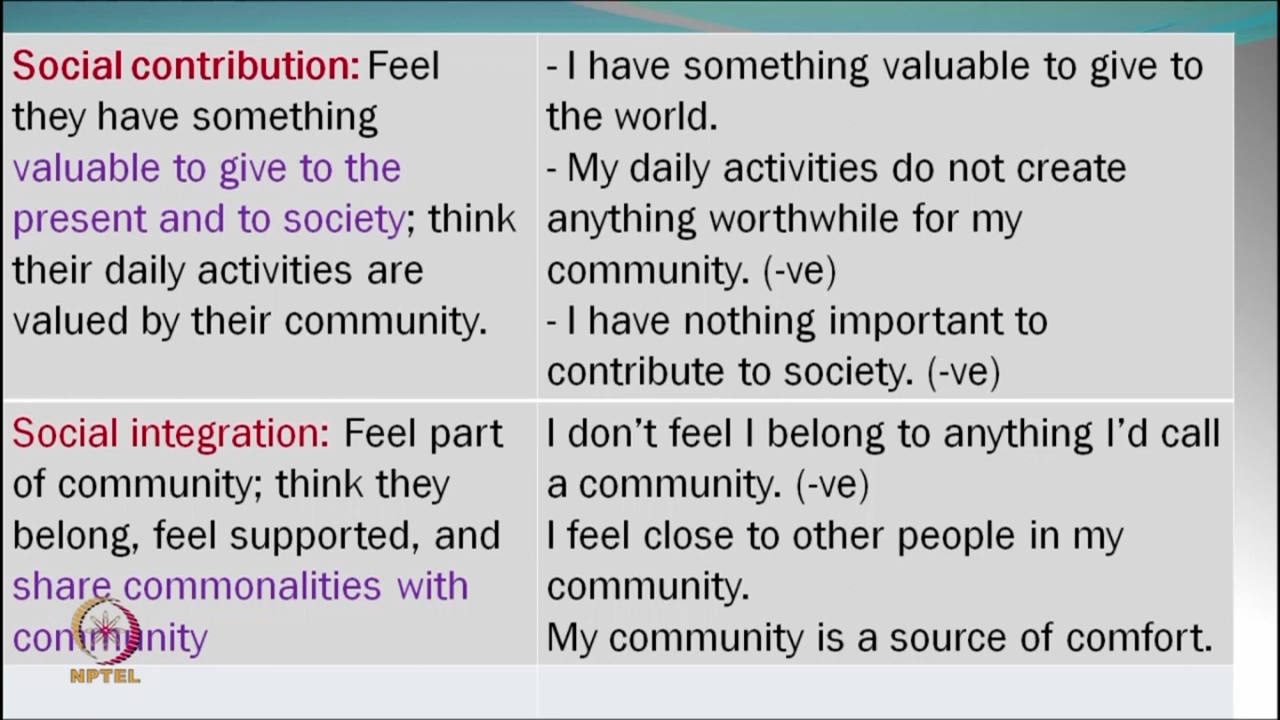 Social contribution: Feel
they have something
valuable to give to the
present and to society; think
their daily activities are
valued by their community.
- I have something valuable to give to
the world.
- My daily activities do not create
anything worthwhile for my
community. (-ve)
- I have nothing important to
contribute to society. (-ve)
Social integration: Feel part
of community; think they
belong, feel supported, and
share commonalities with
community
I don't feel I belong to anything I'd call
a community. (-ve)
I feel close to other people in my
community.
My community is a source of comfort.
NPTEL